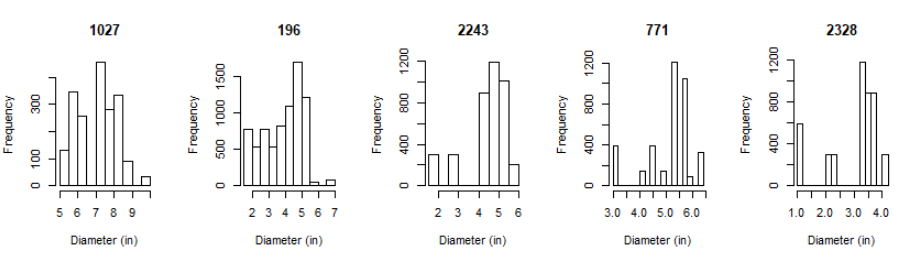 1027
Frequency
0 100 300
5 6 7 8 9
Diameter (in)
196
Frequency
0 500 1000 1500
2 3 4 5 6 7
Diameter (in)
2243
Frequency
0 400 800 1200
2 3 4 5 6
Diameter (in)
771
Frequency
0 400 800 1200
3.0 4.0 5.0 6.0
Diameter (in)
2328
Frequency
0 400 800 1200
1.0 2.0 3.0 4.0
Diameter (in)